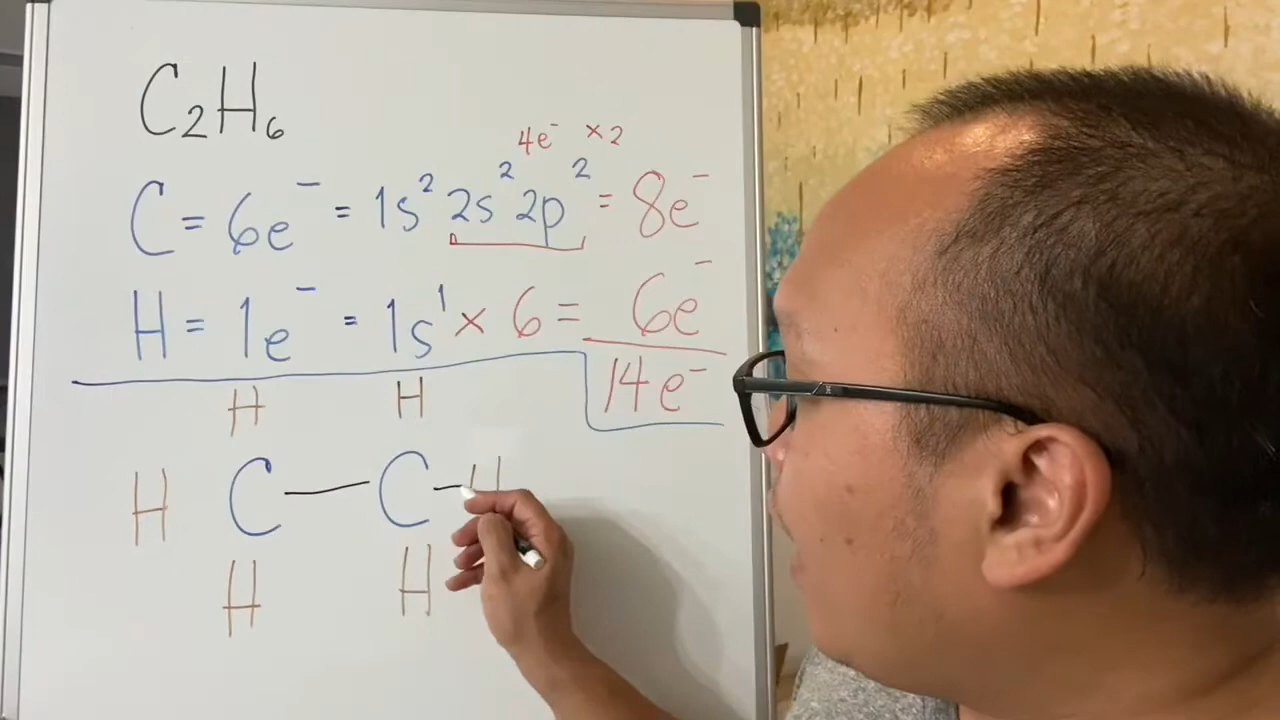 C₂H₆
4e⁻ ×2
C = 6e⁻ = 1s² 2s² 2p² = 8e⁻
H = 1e⁻ = 1s¹ × 6 = 6e⁻
14e⁻
H H
H C — C — H
H H